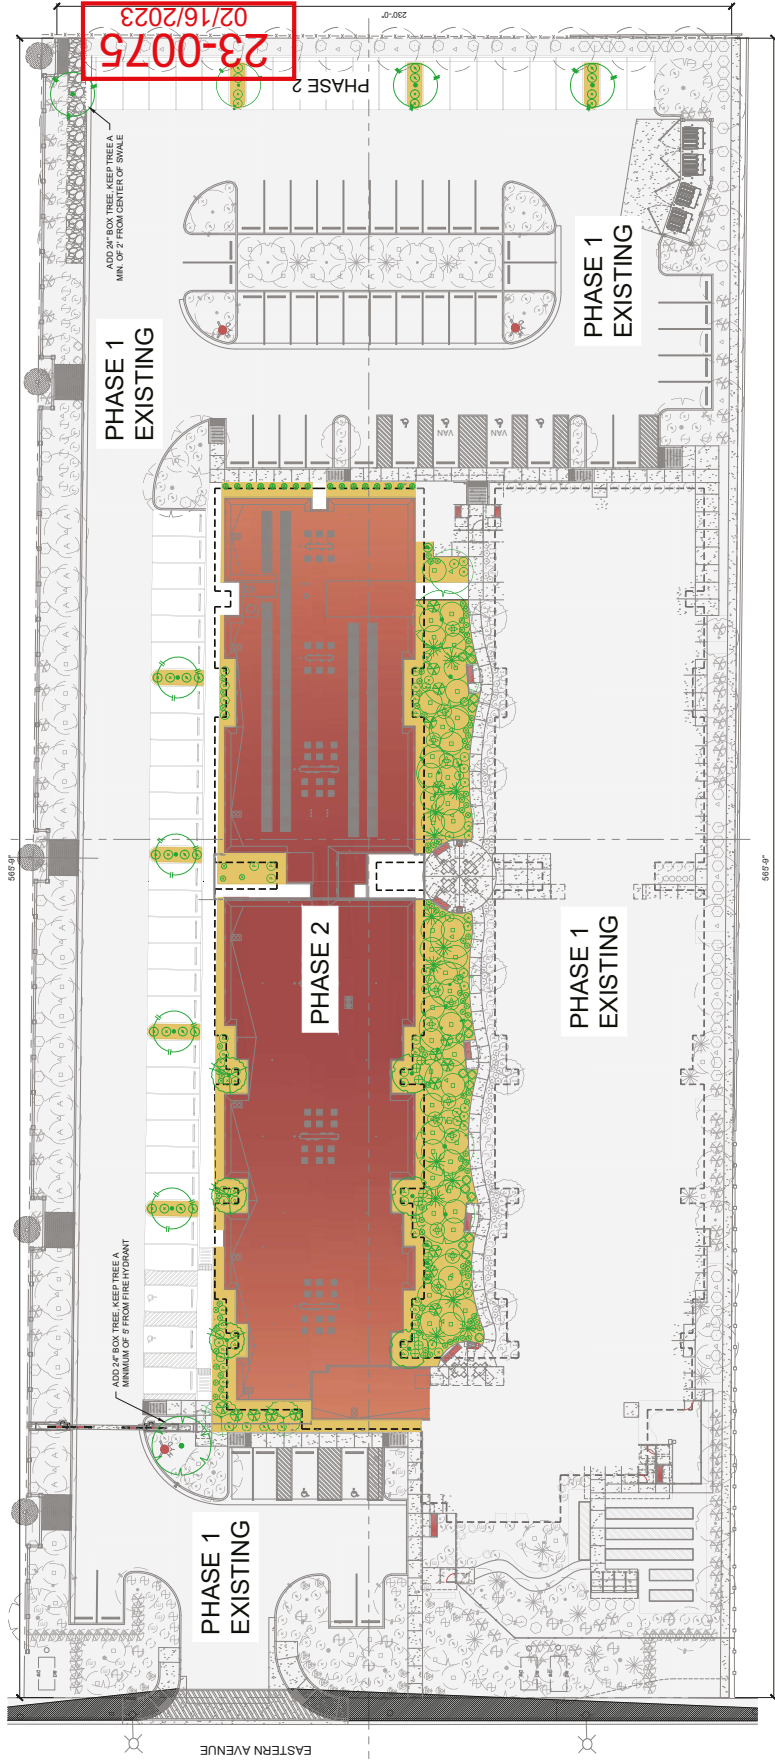 23-0075
02/16/2023
230'-0"
PHASE 2
ADD 24" BOX TREE, KEEP TREE A
MIN. OF 2' FROM CENTER OF SWALE
PHASE 1
EXISTING
PHASE 1
EXISTING
VAN
VAN
565'-9"
565'-9"
PHASE 2
PHASE 1
EXISTING
ADD 24" BOX TREE, KEEP TREE A
MINIMUM OF 5' FROM FIRE HYDRANT
PHASE 1
EXISTING
EASTERN AVENUE